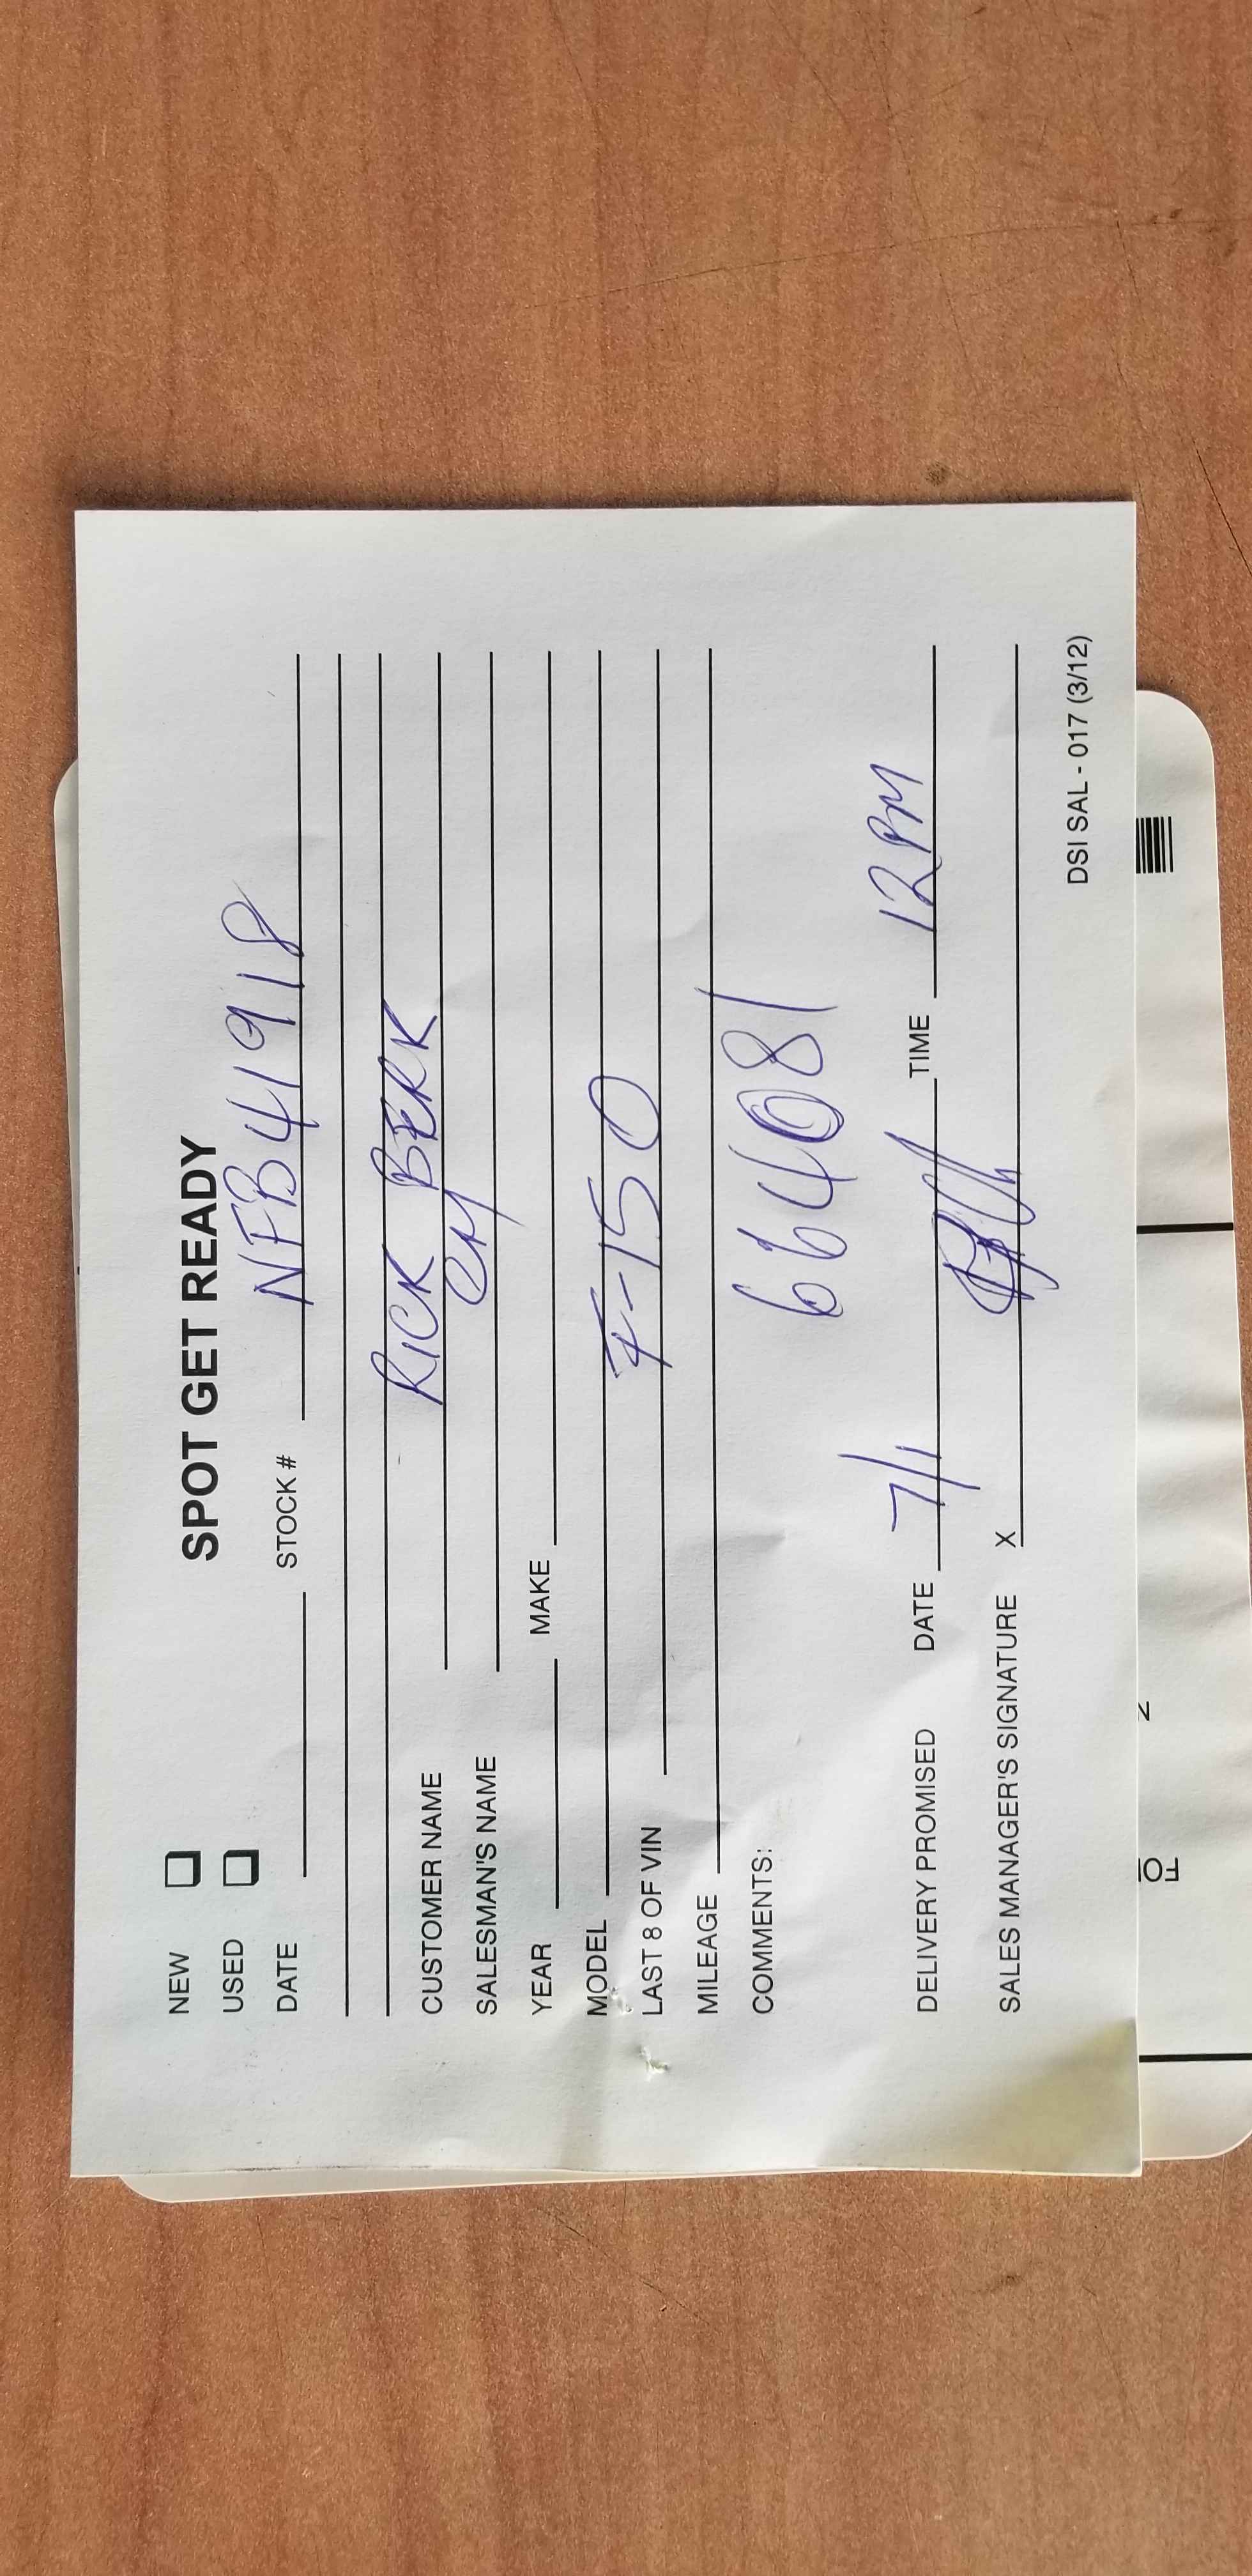 SPOT GET READY
NEW
USED
DATE STOCK # NFB41918
CUSTOMER NAME RICK BERK
SALESMAN'S NAME
YEAR MAKE
MODEL F-150
LAST 8 OF VIN
MILEAGE
COMMENTS: 664081
DELIVERY PROMISED DATE 7/1 TIME 12PM
SALES MANAGER'S SIGNATURE X
DSI SAL - 017 (3/12)